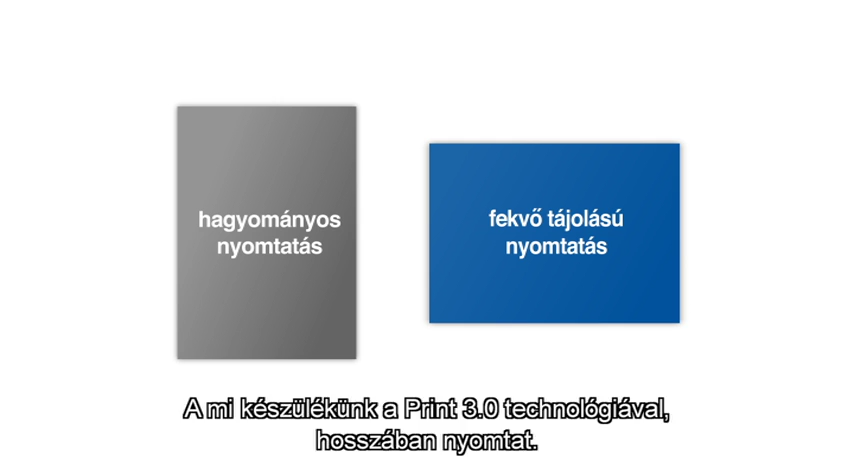 hagyományos
nyomtatás
fekvő tájolású
nyomtatás
A mi készülékünk a Print 3.0 technológiával,
hosszában nyomtat.